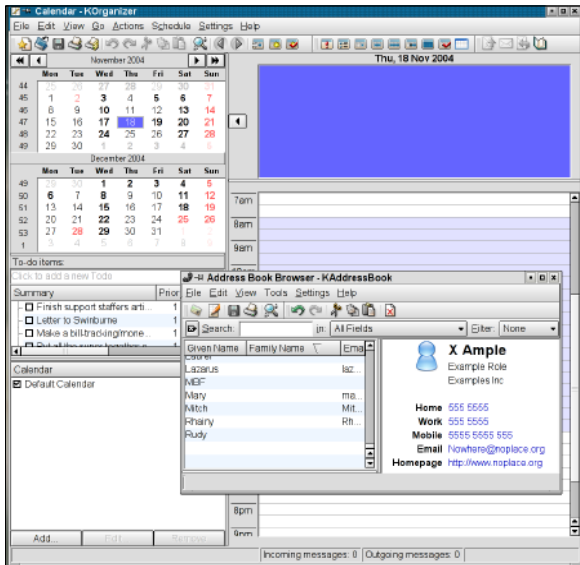 Calendar - KOrganizer
File Edit View Go Actions Schedule Settings Help
November 2004
Mon Tue Wed Thu Fri Sat Sun
44 25 26 27 28 29 30 31
45 1 2 3 4 5 6 7
46 8 9 10 11 12 13 14
47 15 16 17 18 19 20 21
48 22 23 24 25 26 27 28
49 29 30 1 2 3 4 5
December 2004
Mon Tue Wed Thu Fri Sat Sun
49 29 30 1 2 3 4 5
50 6 7 8 9 10 11 12
51 13 14 15 16 17 18 19
52 20 21 22 23 24 25 26
53 27 28 29 30 31 1 2
1 3 4 5 6 7 8 9
To-do items:
Click to add a new Todo
Summary Prior
Finish support staffers arti... 1
Letter to Swinburne 1
Make a bill-tracking/mone... 1
Calendar
Default Calendar
Add... Edit Remove
Thu, 18 Nov 2004
7am
8am
9am
Address Book Browser - KAddressBook
File Edit View Tools Settings Help
Search: in: All Fields Filter: None
Given Name Family Name Ema
Lazarus laz...
MBF
Mary ma...
Mitch Mit...
Rhainy Rh...
Rudy
X Ample
Example Role
Examples Inc
Home 555 5555
Work 555 5555
Mobile 5555 5555 555
Email Nowhere@noplace.org
Homepage http://www.noplace.org
8pm
9pm
Incoming messages: 0 Outgoing messages: 0